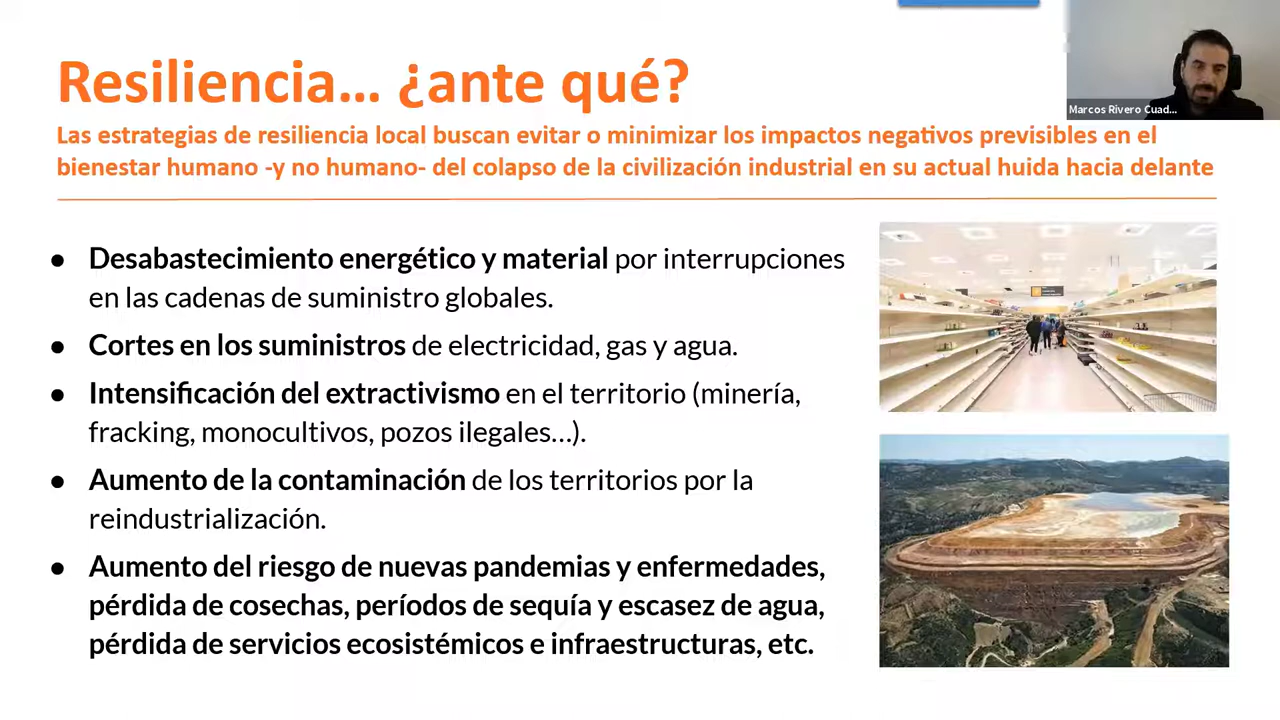 Resiliencia... ¿ante qué?
Marcos Rivero Cuad...
Las estrategias de resiliencia local buscan evitar o minimizar los impactos negativos previsibles en el
bienestar humano -y no humano- del colapso de la civilización industrial en su actual huida hacia delante
● Desabastecimiento energético y material por interrupciones
en las cadenas de suministro globales.
● Cortes en los suministros de electricidad, gas y agua.
● Intensificación del extractivismo en el territorio (minería,
fracking, monocultivos, pozos ilegales...).
● Aumento de la contaminación de los territorios por la
reindustrialización.
● Aumento del riesgo de nuevas pandemias y enfermedades,
pérdida de cosechas, períodos de sequía y escasez de agua,
pérdida de servicios ecosistémicos e infraestructuras, etc.